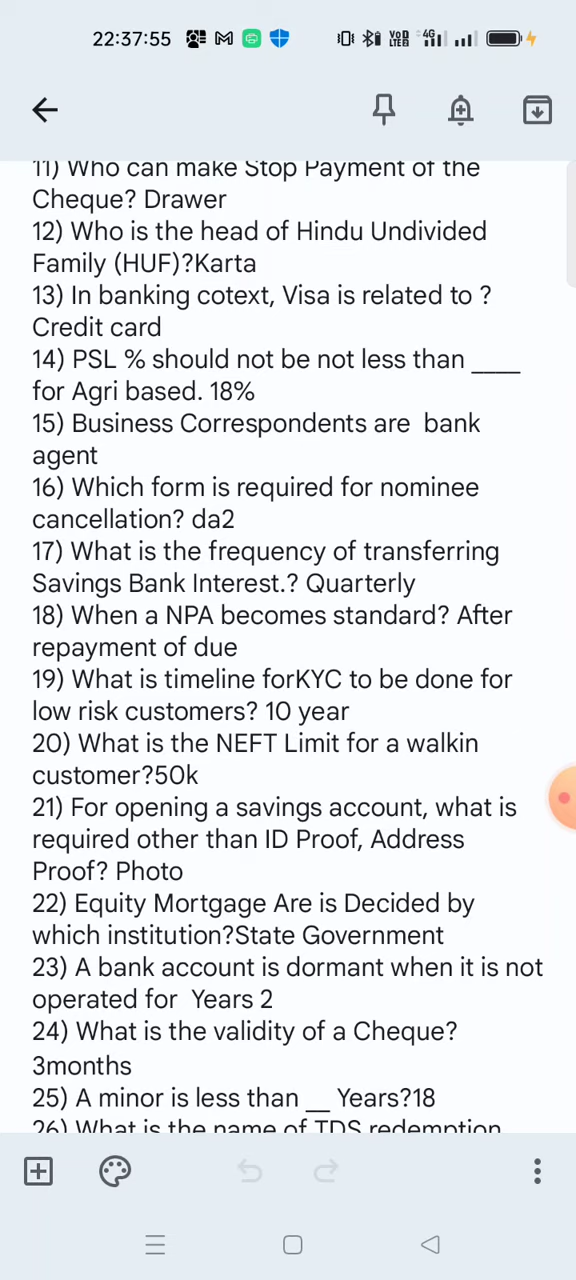 22:37:55
VoD
LTE 2
4G
11) Who can make Stop Payment of the
Cheque? Drawer
12) Who is the head of Hindu Undivided
Family (HUF)?Karta
13) In banking cotext, Visa is related to ?
Credit card
14) PSL % should not be not less than ____
for Agri based. 18%
15) Business Correspondents are  bank
agent
16) Which form is required for nominee
cancellation? da2
17) What is the frequency of transferring
Savings Bank Interest.? Quarterly
18) When a NPA becomes standard? After
repayment of due
19) What is timeline forKYC to be done for
low risk customers? 10 year
20) What is the NEFT Limit for a walkin
customer?50k
21) For opening a savings account, what is
required other than ID Proof, Address
Proof? Photo
22) Equity Mortgage Are is Decided by
which institution?State Government
23) A bank account is dormant when it is not
operated for  Years 2
24) What is the validity of a Cheque?
3months
25) A minor is less than __ Years?18
26) What is the name of TDS redemption